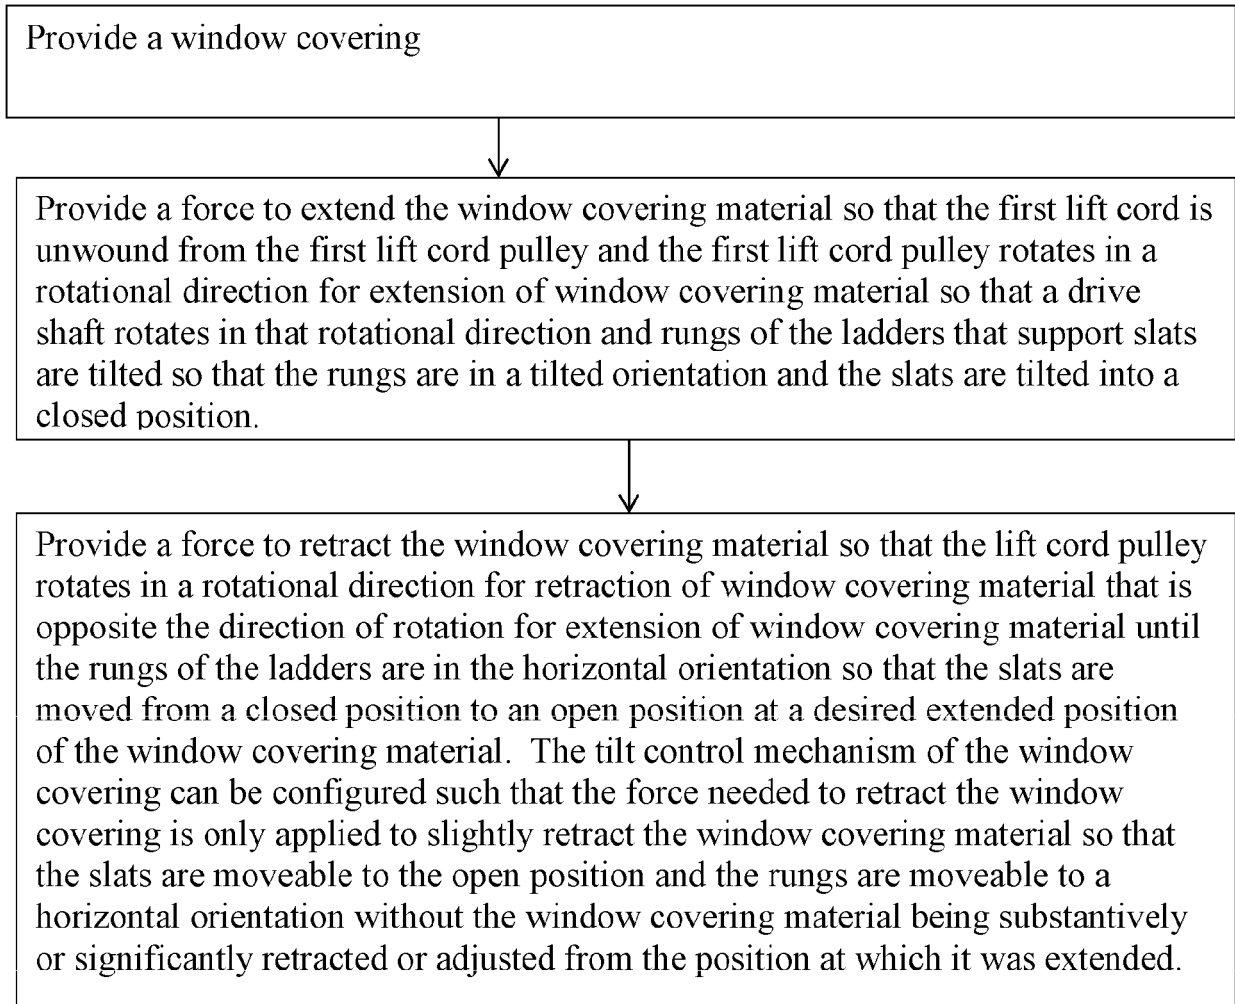 Provide a window covering
Provide a force to extend the window covering material so that the first lift cord is
unwound from the first lift cord pulley and the first lift cord pulley rotates in a
rotational direction for extension of window covering material so that a drive
shaft rotates in that rotational direction and rungs of the ladders that support slats
are tilted so that the rungs are in a tilted orientation and the slats are tilted into a
closed position.
Provide a force to retract the window covering material so that the lift cord pulley
rotates in a rotational direction for retraction of window covering material that is
opposite the direction of rotation for extension of window covering material until
the rungs of the ladders are in the horizontal orientation so that the slats are
moved from a closed position to an open position at a desired extended position
of the window covering material.  The tilt control mechanism of the window
covering can be configured such that the force needed to retract the window
covering is only applied to slightly retract the window covering material so that
the slats are moveable to the open position and the rungs are moveable to a
horizontal orientation without the window covering material being substantively
or significantly retracted or adjusted from the position at which it was extended.